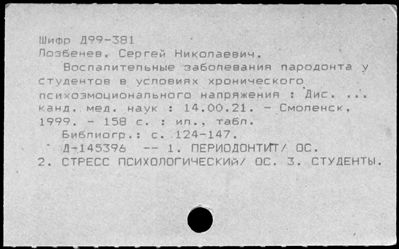 Шифр Д99-381
Лозбенев, Сергей Николаевич.
Воспалительные заболевания пародонта у
студентов в условиях хронического
психоэмоционального напряжения : Дис. ...
канд. мед. наук : 14.00.21. - Смоленск,
1999. - 158 с. : ил., табл.
Библиогр.: с. 124-147.
Д-145396 -- 1. ПЕРИОДОНТИТ/ ОС.
2. СТРЕСС ПСИХОЛОГИЧЕСКИЙ/ ОС. 3. СТУДЕНТЫ.